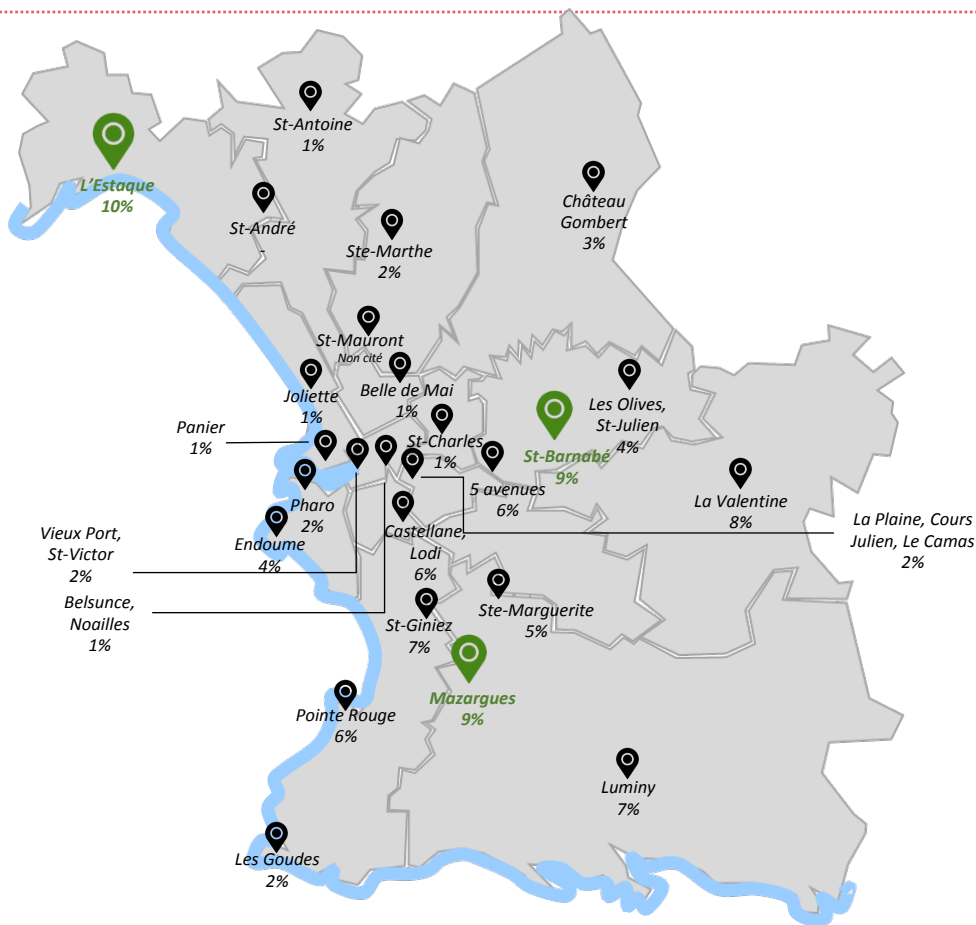 St-Antoine
1%
L'Estaque
10%
Château
Gombert
3%
St-André
-
Ste-Marthe
2%
St-Mauront
Non cité
Joliette
1%
Belle de Mai
1%
Les Olives,
St-Julien
4%
Panier
1%
St-Charles
1%
St-Barnabé
9%
5 avenues
6%
La Valentine
8%
Pharo
2%
Endoume
4%
Castellane,
Lodi
6%
Vieux Port,
St-Victor
2%
La Plaine, Cours
Julien, Le Camas
2%
Belsunce,
Noailles
1%
St-Giniez
7%
Ste-Marguerite
5%
Mazargues
9%
Pointe Rouge
6%
Luminy
7%
Les Goudes
2%